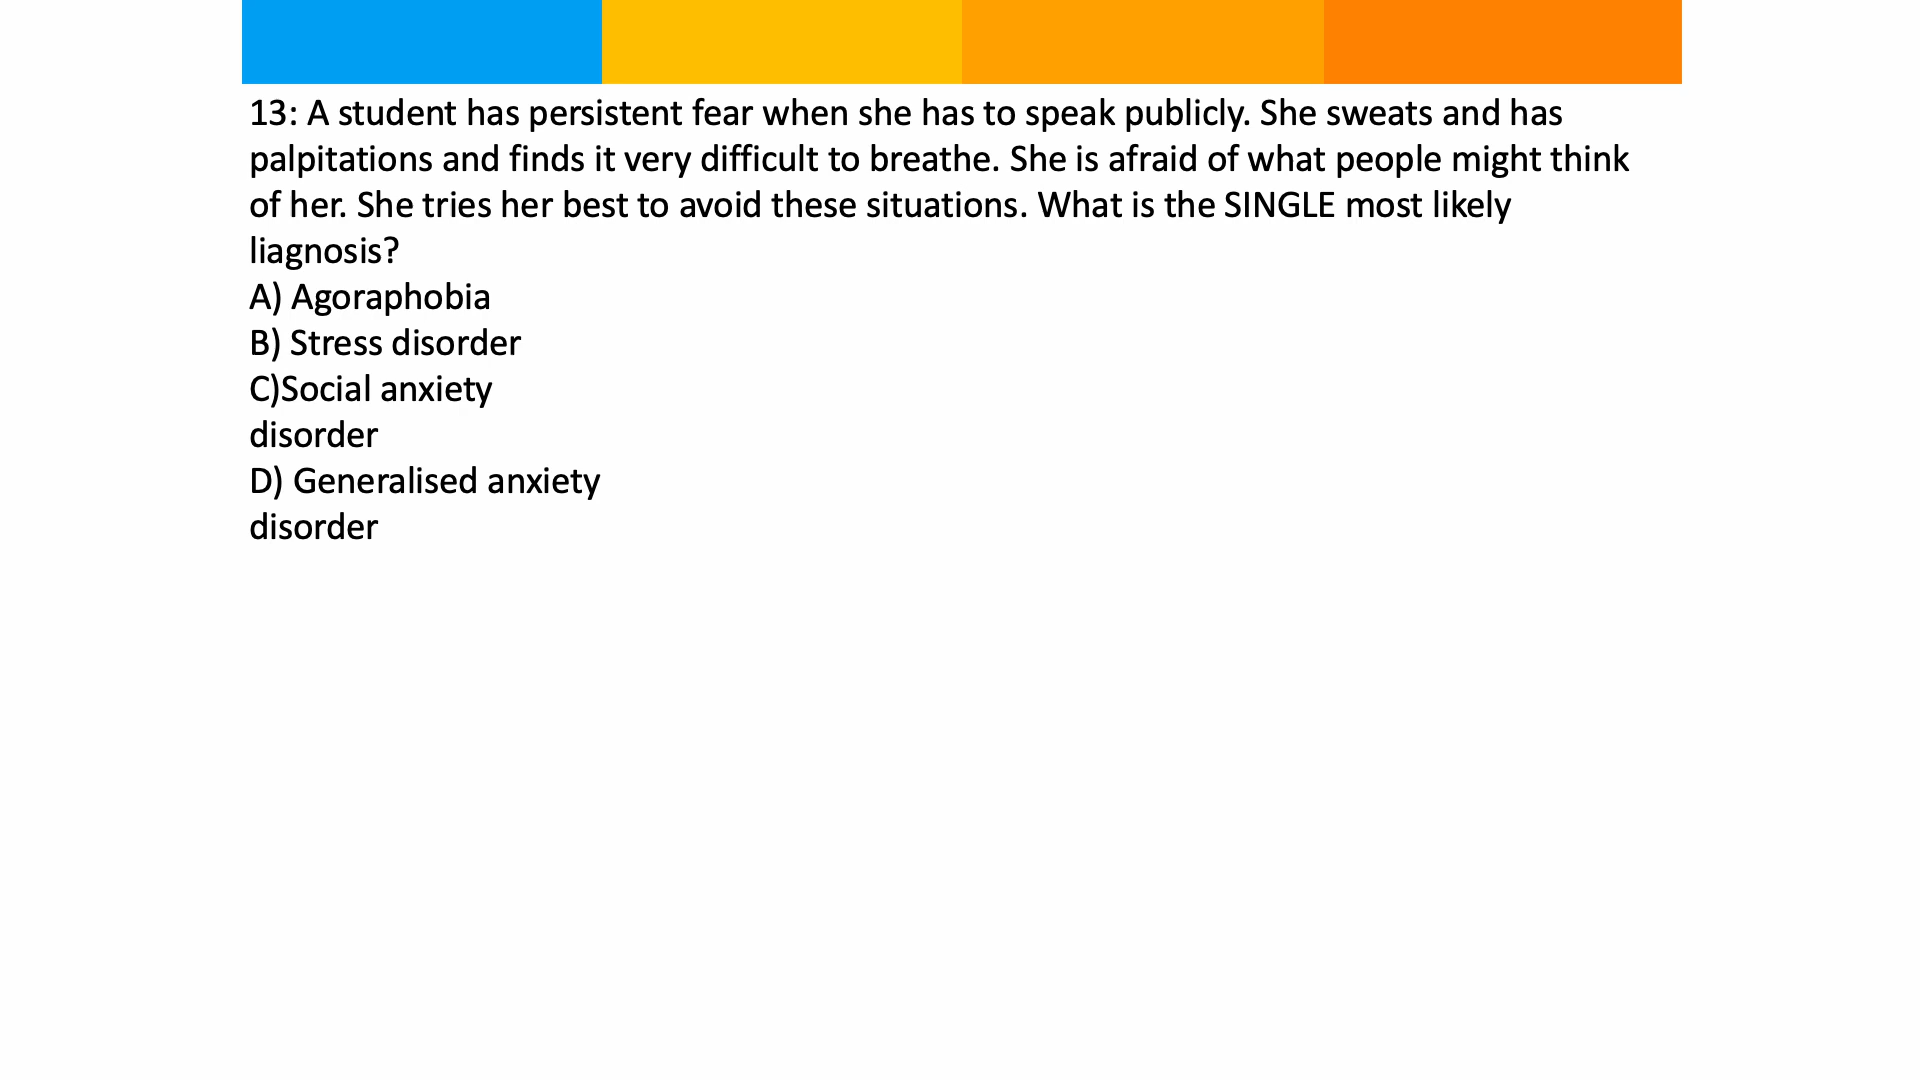 13: A student has persistent fear when she has to speak publicly. She sweats and has
palpitations and finds it very difficult to breathe. She is afraid of what people might think
of her. She tries her best to avoid these situations. What is the SINGLE most likely
liagnosis?
A) Agoraphobia
B) Stress disorder
C)Social anxiety
disorder
D) Generalised anxiety
disorder